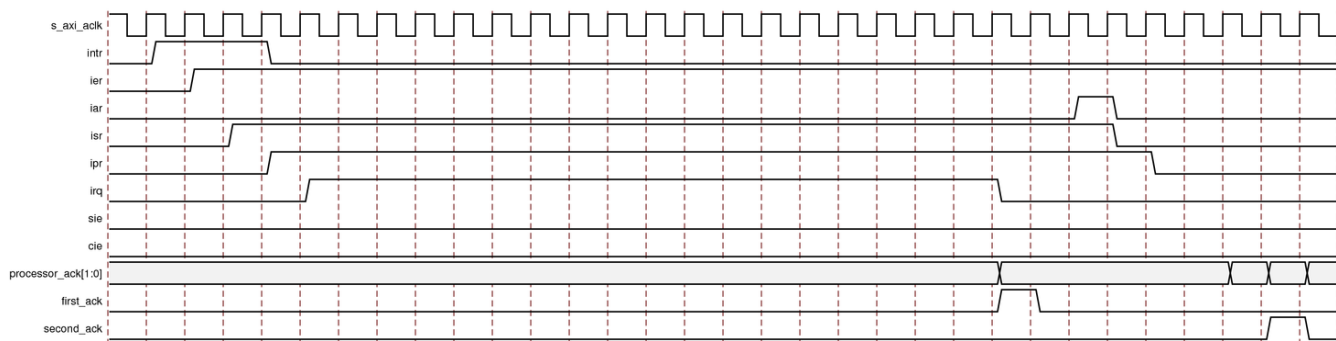 s_axi_aclk
intr
ier
iar
isr
ipr
irq
sie
cie
processor_ack[1:0]
first_ack
second_ack